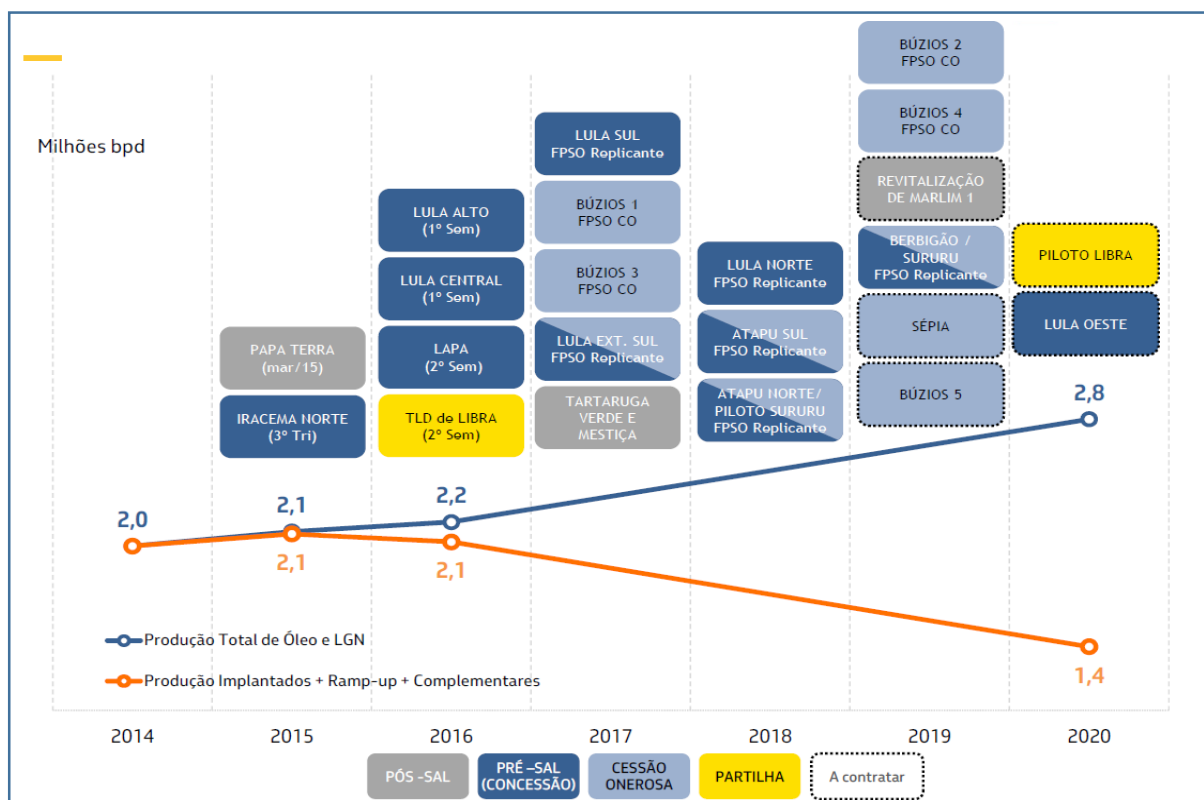 Milhões bpd
PAPA TERRA
(mar/15)
IRACEMA NORTE
(3º Tri)
LULA ALTO
(1º Sem)
LULA CENTRAL
(1º Sem)
LAPA
(2º Sem)
TLD de LIBRA
(2º Sem)
LULA SUL
FPSO Replicante
BÚZIOS 1
FPSO CO
BÚZIOS 3
FPSO CO
LULA EXT. SUL
FPSO Replicante
TARTARUGA
VERDE E
MESTIÇA
LULA NORTE
FPSO Replicante
ATAPU SUL
FPSO Replicante
ATAPU NORTE/
PILOTO SURURU
FPSO Replicante
BÚZIOS 2
FPSO CO
BÚZIOS 4
FPSO CO
REVITALIZAÇÃO
DE MARLIM 1
BERBIGÃO /
SURURU
FPSO Replicante
SÉPIA
BÚZIOS 5
PILOTO LIBRA
LULA OESTE
2,0
2,1
2,2
2,8
2,1
2,1
1,4
Produção Total de Óleo e LGN
Produção Implantados + Ramp-up + Complementares
2014
2015
2016
2017
2018
2019
2020
PÓS -SAL
PRÉ –SAL
(CONCESSÃO)
CESSÃO
ONEROSA
PARTILHA
A contratar